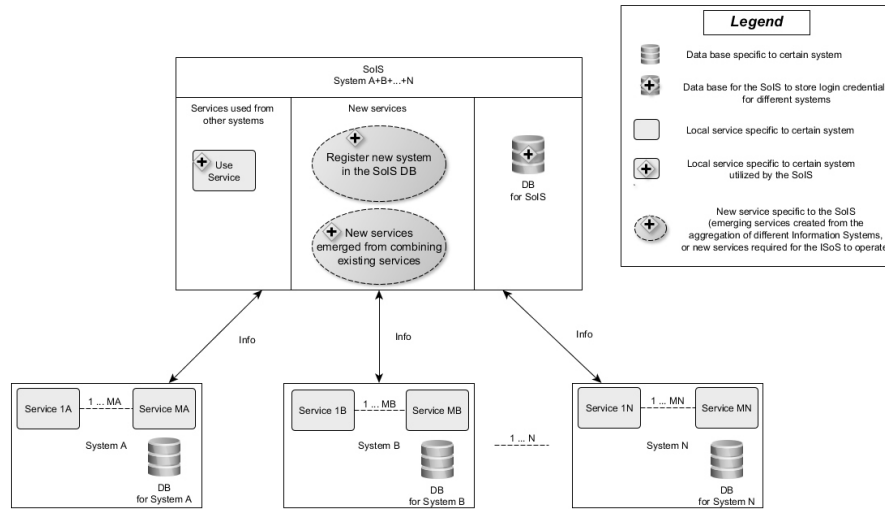 SoIS
System A+B+...+N
Services used from
other systems
Use
Service
New services
Register new system
in the SoIS DB
New services
emerged from combining
existing services
DB
for SoIS
Legend
Data base specific to certain system
Data base for the SoIS to store login credential
for different systems
Local service specific to certain system
Local service specific to certain system
utilized by the SoIS
New service specific to the SoIS
(emerging services created from the
aggregation of different Information Systems,
or new services required for the ISoS to operate
Info
Info
Info
Service 1A
1 ... MA
Service MA
System A
DB
for System A
Service 1B
1 ... MB
Service MB
System B
DB
for System B
1 ... N
Service 1N
1 ... MN
Service MN
System N
DB
for System N